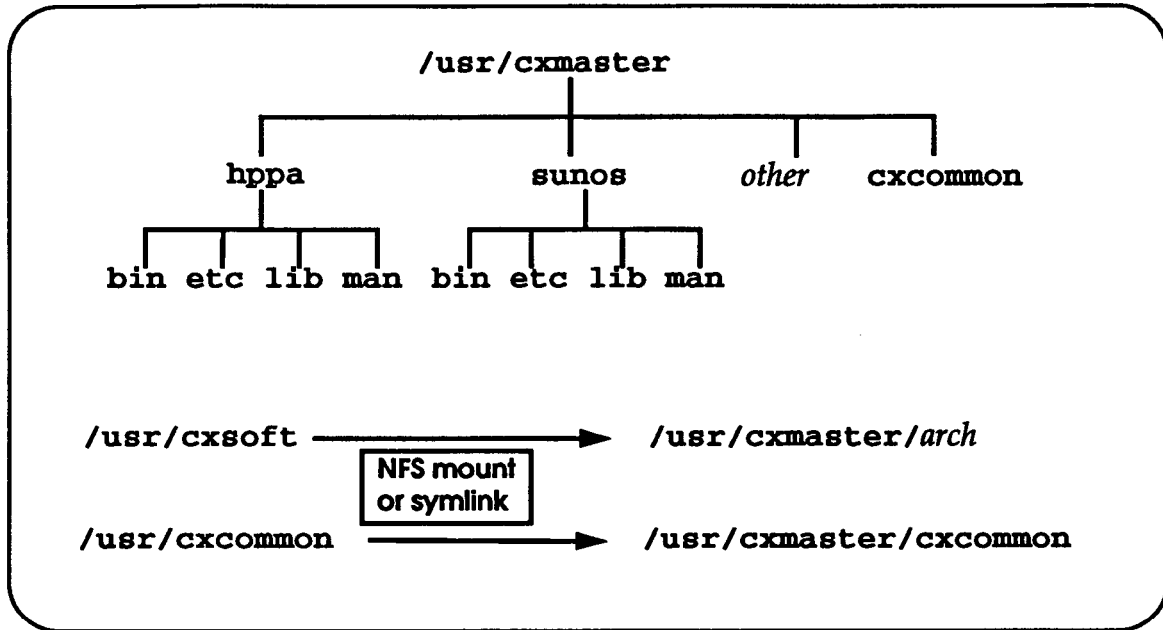 /usr/cxmaster
hppa sunos other cxcommon
bin etc lib man bin etc lib man
/usr/cxsoft /usr/cxmaster/arch
NFS mount
or symlink
/usr/cxcommon /usr/cxmaster/cxcommon